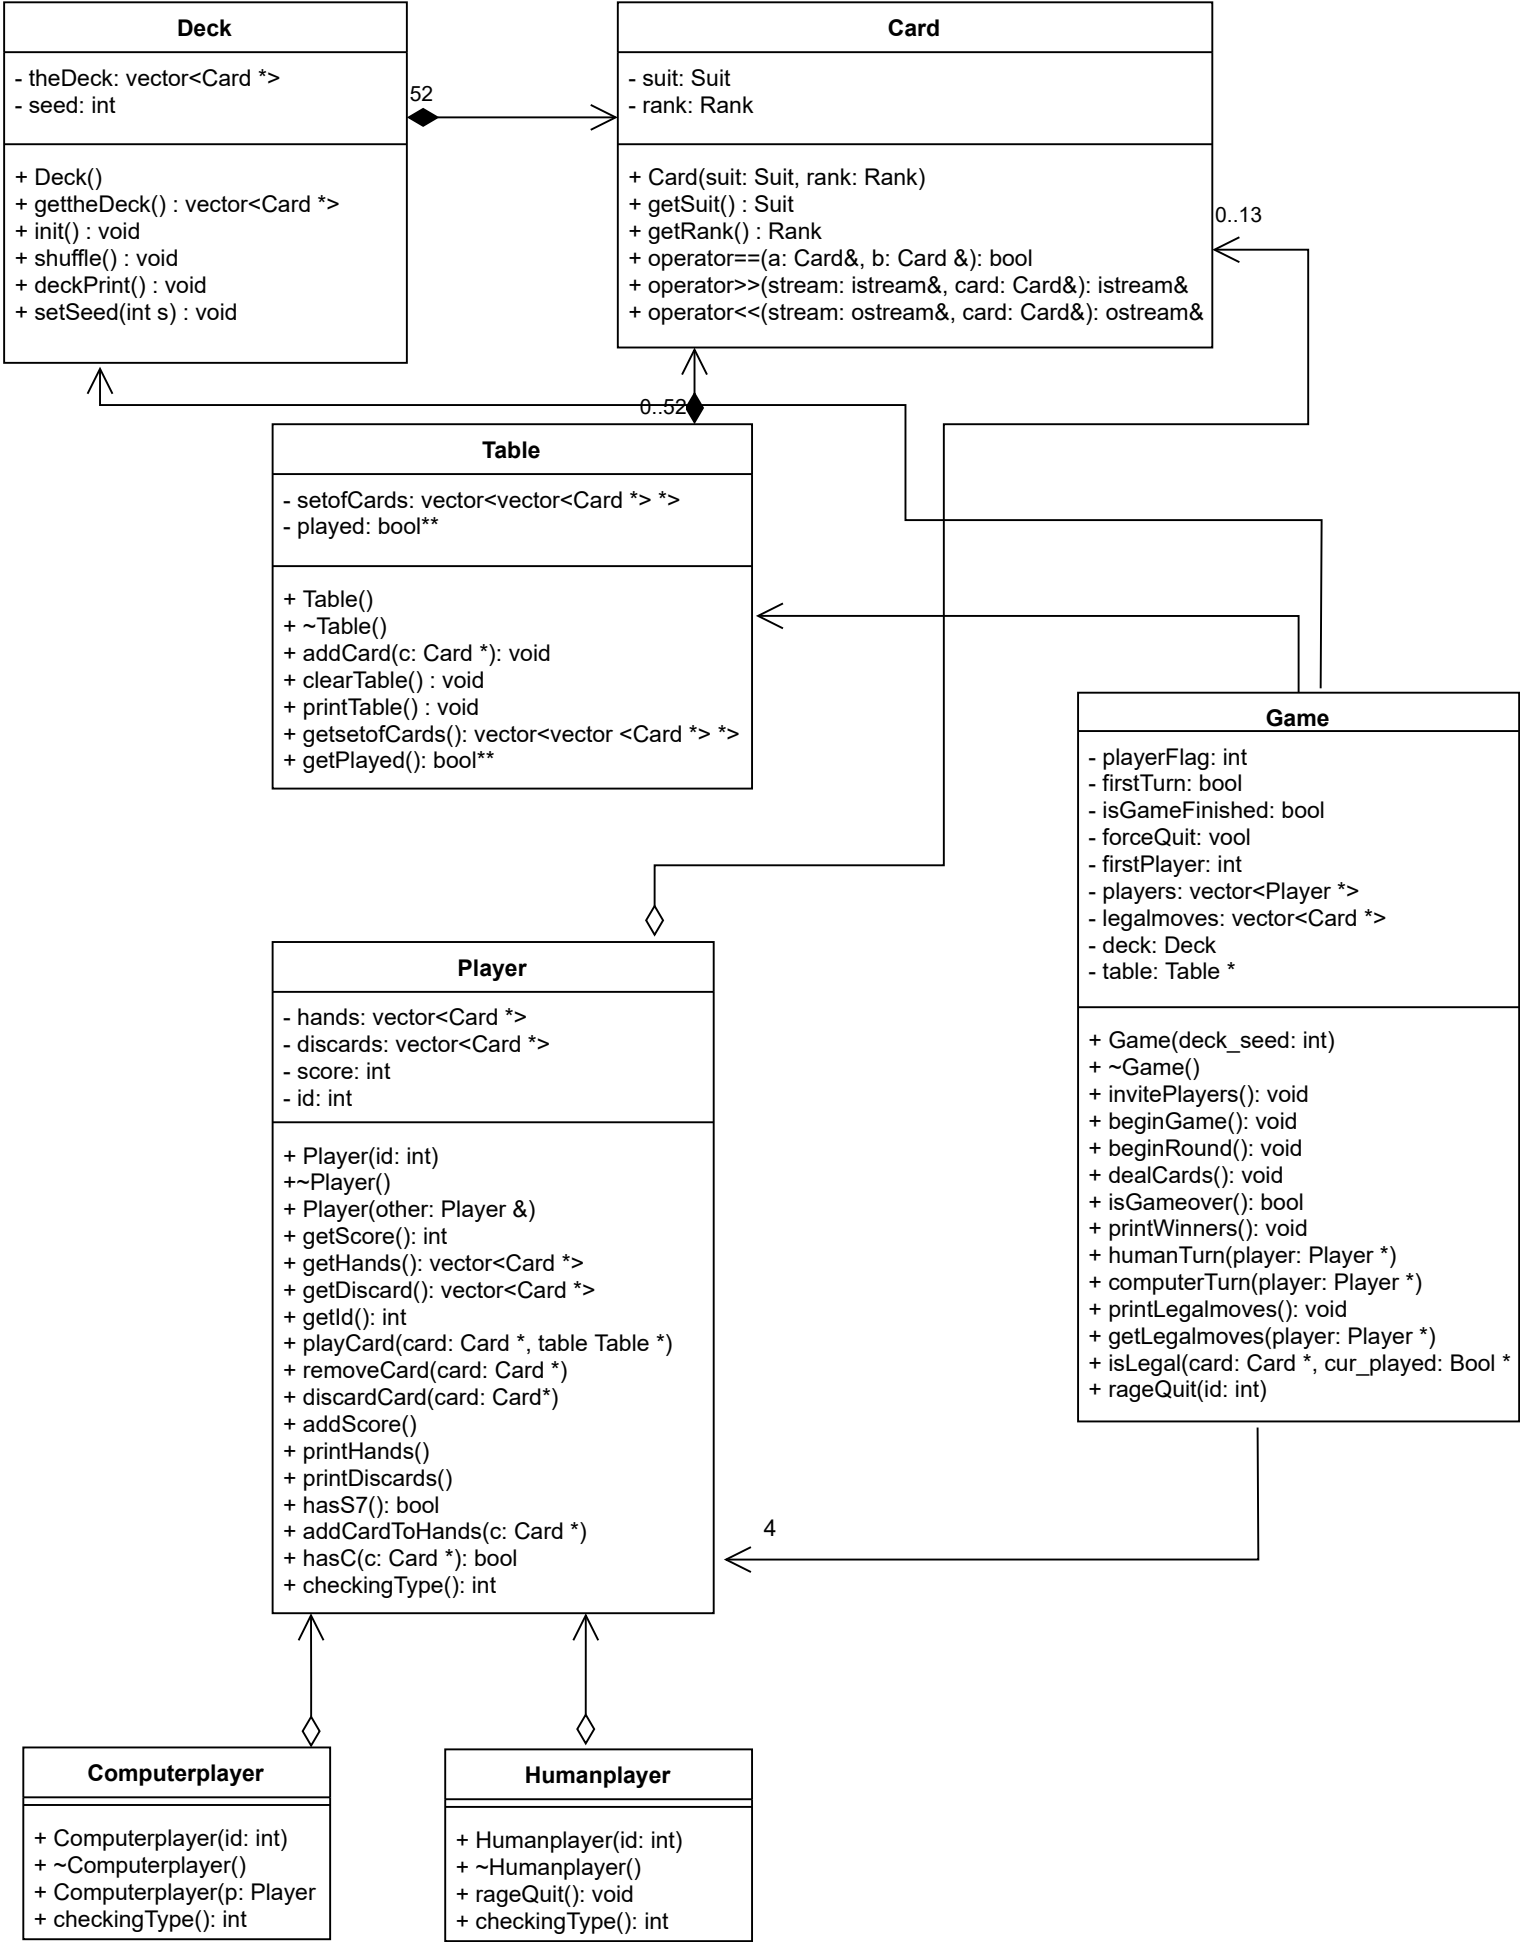 Deck
- theDeck: vector<Card *>
- seed: int
+ Deck()
+ gettheDeck() : vector<Card *>
+ init() : void
+ shuffle() : void
+ deckPrint() : void
+ setSeed(int s) : void
52
Card
- suit: Suit
- rank: Rank
+ Card(suit: Suit, rank: Rank)
+ getSuit() : Suit
+ getRank() : Rank
+ operator==(a: Card&, b: Card &): bool
+ operator>>(stream: istream&, card: Card&): istream&
+ operator<<(stream: ostream&, card: Card&): ostream&
0..13
0..52
Table
- setofCards: vector<vector<Card *> *>
- played: bool**
+ Table()
+ ~Table()
+ addCard(c: Card *): void
+ clearTable() : void
+ printTable() : void
+ getsetofCards(): vector<vector <Card *> *>
+ getPlayed(): bool**
Game
- playerFlag: int
- firstTurn: bool
- isGameFinished: bool
- forceQuit: vool
- firstPlayer: int
- players: vector<Player *>
- legalmoves: vector<Card *>
- deck: Deck
- table: Table *
+ Game(deck_seed: int)
+ ~Game()
+ invitePlayers(): void
+ beginGame(): void
+ beginRound(): void
+ dealCards(): void
+ isGameover(): bool
+ printWinners(): void
+ humanTurn(player: Player *)
+ computerTurn(player: Player *)
+ printLegalmoves(): void
+ getLegalmoves(player: Player *)
+ isLegal(card: Card *, cur_played: Bool *
+ rageQuit(id: int)
Player
- hands: vector<Card *>
- discards: vector<Card *>
- score: int
- id: int
+ Player(id: int)
+~Player()
+ Player(other: Player &)
+ getScore(): int
+ getHands(): vector<Card *>
+ getDiscard(): vector<Card *>
+ getId(): int
+ playCard(card: Card *, table Table *)
+ removeCard(card: Card *)
+ discardCard(card: Card*)
+ addScore()
+ printHands()
+ printDiscards()
+ hasS7(): bool
+ addCardToHands(c: Card *)
+ hasC(c: Card *): bool
+ checkingType(): int
4
Computerplayer
+ Computerplayer(id: int)
+ ~Computerplayer()
+ Computerplayer(p: Player
+ checkingType(): int
Humanplayer
+ Humanplayer(id: int)
+ ~Humanplayer()
+ rageQuit(): void
+ checkingType(): int